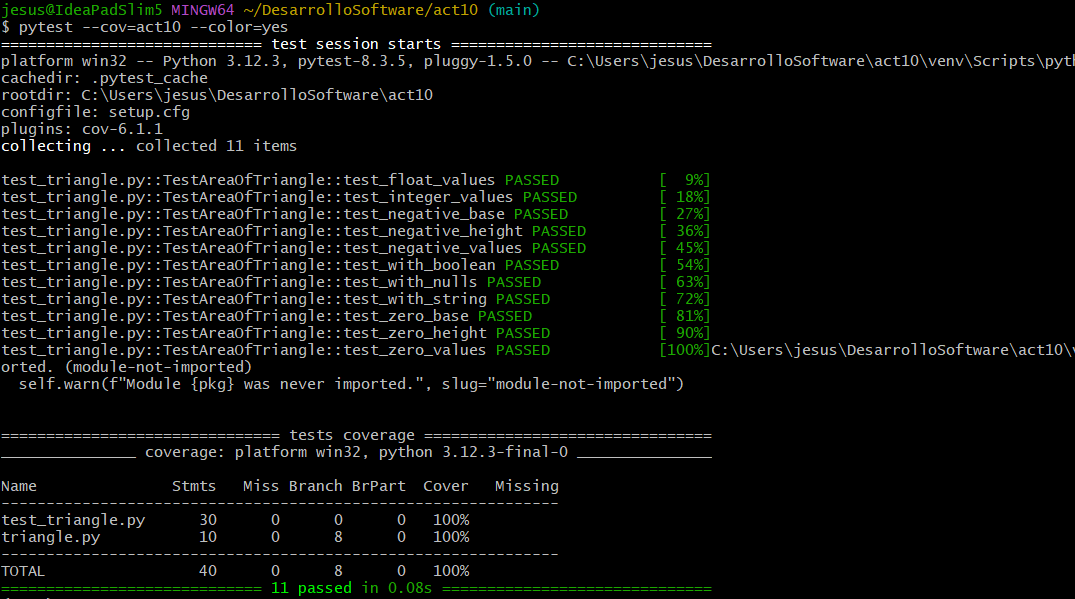 jesus@IdeaPadSlim5 MINGW64 ~/DesarrolloSoftware/act10 (main)
$ pytest --cov=act10 --color=yes
============================= test session starts =============================
platform win32 -- Python 3.12.3, pytest-8.3.5, pluggy-1.5.0 -- C:\Users\jesus\DesarrolloSoftware\act10\venv\Scripts\pyth
cachedir: .pytest_cache
rootdir: C:\Users\jesus\DesarrolloSoftware\act10
configfile: setup.cfg
plugins: cov-6.1.1
collecting ... collected 11 items
test_triangle.py::TestAreaOfTriangle::test_float_values PASSED           [  9%]
test_triangle.py::TestAreaOfTriangle::test_integer_values PASSED         [ 18%]
test_triangle.py::TestAreaOfTriangle::test_negative_base PASSED          [ 27%]
test_triangle.py::TestAreaOfTriangle::test_negative_height PASSED        [ 36%]
test_triangle.py::TestAreaOfTriangle::test_negative_values PASSED        [ 45%]
test_triangle.py::TestAreaOfTriangle::test_with_boolean PASSED           [ 54%]
test_triangle.py::TestAreaOfTriangle::test_with_nulls PASSED             [ 63%]
test_triangle.py::TestAreaOfTriangle::test_with_string PASSED            [ 72%]
test_triangle.py::TestAreaOfTriangle::test_zero_base PASSED              [ 81%]
test_triangle.py::TestAreaOfTriangle::test_zero_height PASSED            [ 90%]
test_triangle.py::TestAreaOfTriangle::test_zero_values PASSED            [100%]C:\Users\jesus\DesarrolloSoftware\act10\
orted. (module-not-imported)
  self.warn(f"Module {pkg} was never imported.", slug="module-not-imported")
=============================== tests coverage ================================
_______________ coverage: platform win32, python 3.12.3-final-0 _______________
Name               Stmts   Miss Branch BrPart  Cover   Missing
--------------------------------------------------------------
test_triangle.py      30      0      0      0   100%
triangle.py           10      0      8      0   100%
--------------------------------------------------------------
TOTAL                 40      0      8      0   100%
============================= 11 passed in 0.08s ==============================